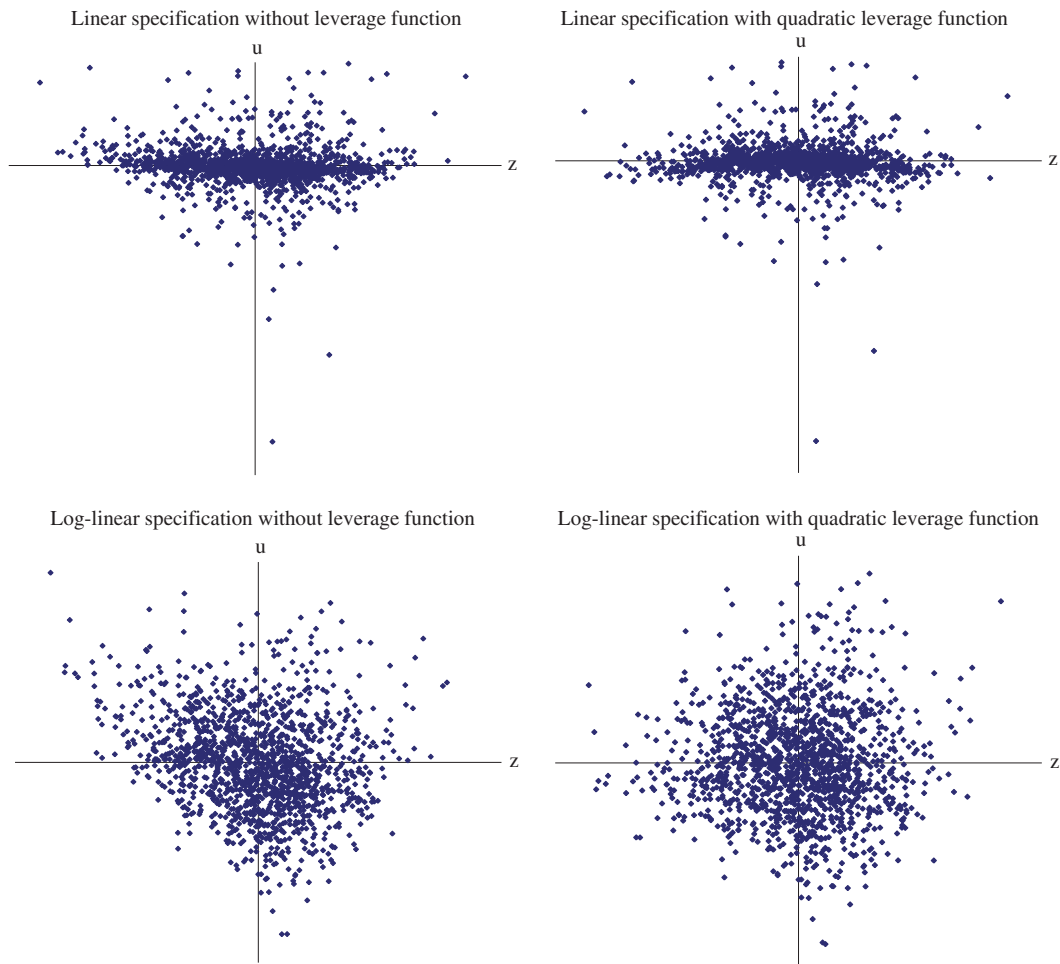 Linear specification without leverage function
u
z
Linear specification with quadratic leverage function
u
z
Log-linear specification without leverage function
u
z
Log-linear specification with quadratic leverage function
u
z